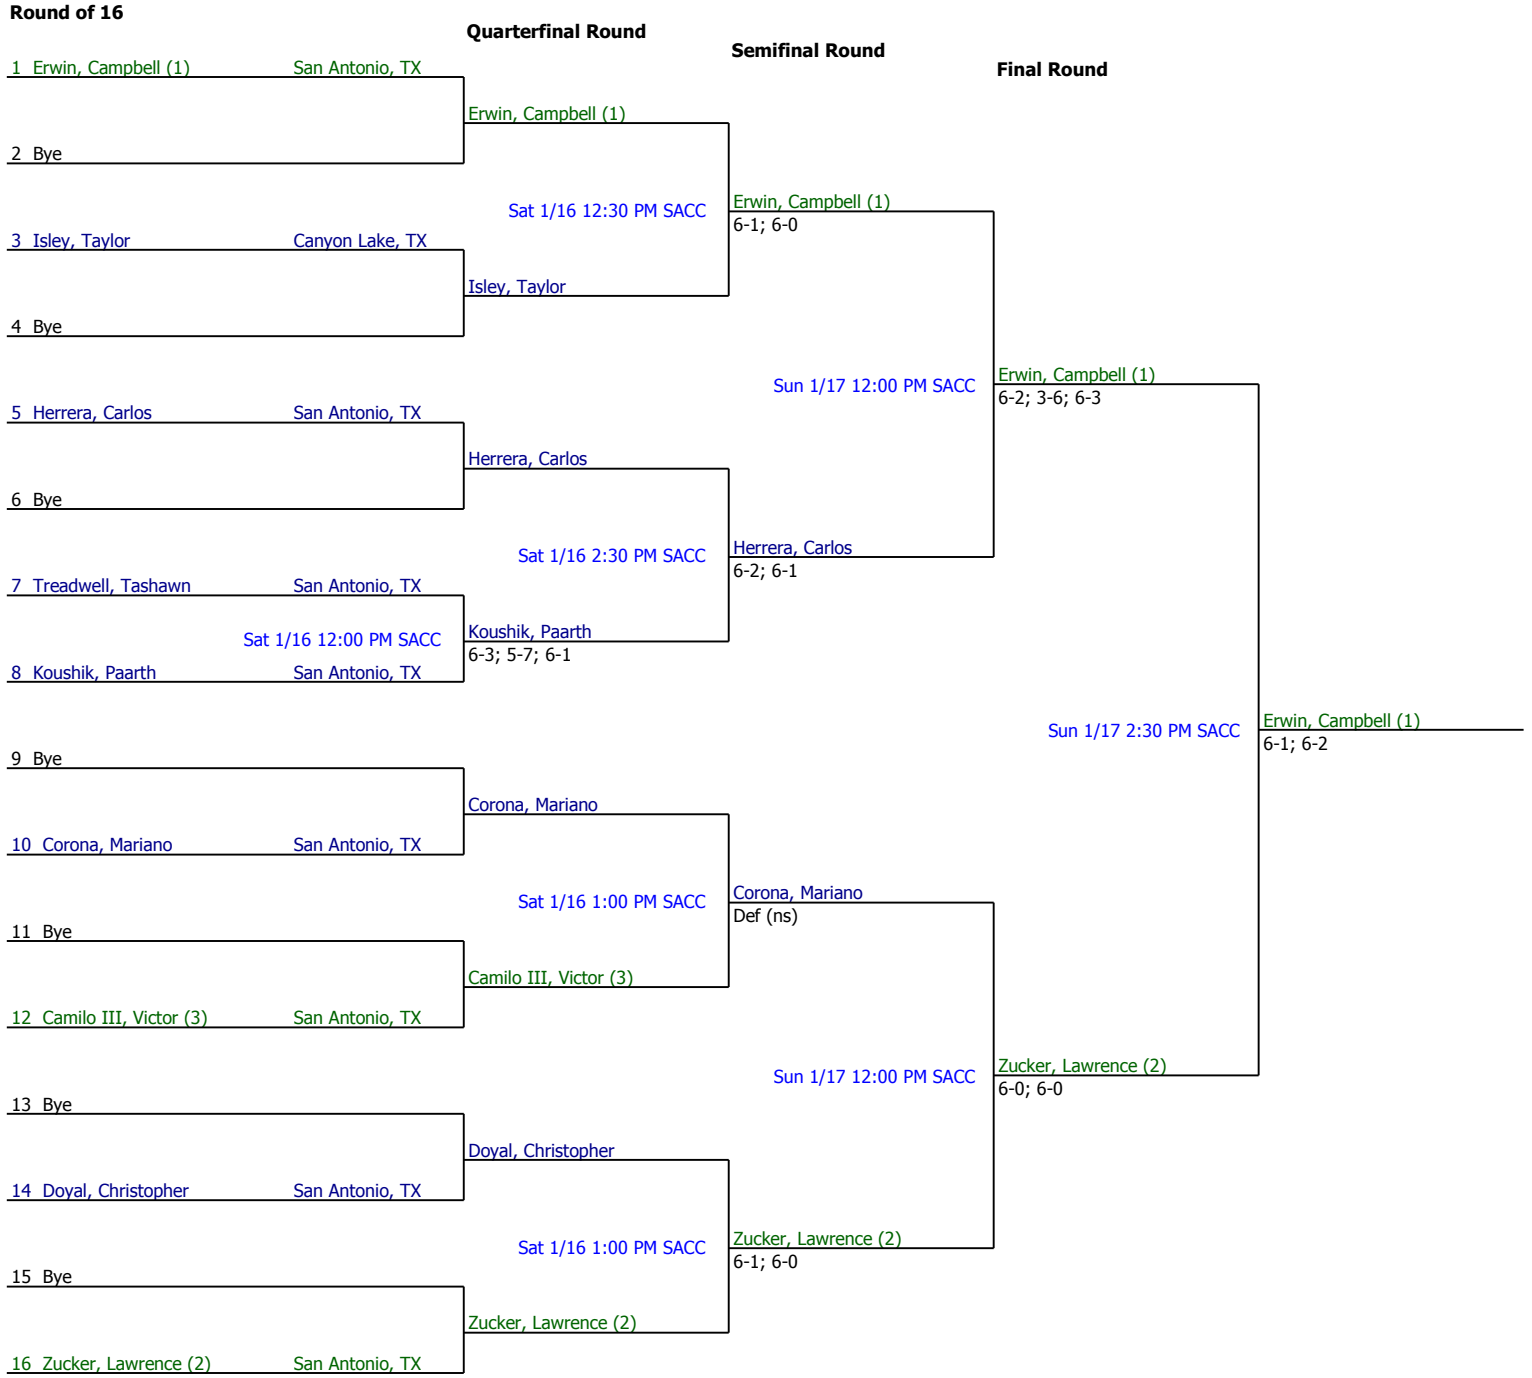 Round of 16
Quarterfinal Round
Semifinal Round
Final Round
1 Erwin, Campbell (1) San Antonio, TX
Erwin, Campbell (1)
2 Bye
Sat 1/16 12:30 PM SACC
Erwin, Campbell (1)
6-1; 6-0
3 Isley, Taylor Canyon Lake, TX
Isley, Taylor
4 Bye
Sun 1/17 12:00 PM SACC
Erwin, Campbell (1)
6-2; 3-6; 6-3
5 Herrera, Carlos San Antonio, TX
Herrera, Carlos
6 Bye
Sat 1/16 2:30 PM SACC
Herrera, Carlos
6-2; 6-1
7 Treadwell, Tashawn San Antonio, TX
Sat 1/16 12:00 PM SACC
Koushik, Paarth
6-3; 5-7; 6-1
8 Koushik, Paarth San Antonio, TX
Sun 1/17 2:30 PM SACC
Erwin, Campbell (1)
6-1; 6-2
9 Bye
Corona, Mariano
10 Corona, Mariano San Antonio, TX
Sat 1/16 1:00 PM SACC
Corona, Mariano
Def (ns)
11 Bye
Camilo III, Victor (3)
12 Camilo III, Victor (3) San Antonio, TX
Sun 1/17 12:00 PM SACC
Zucker, Lawrence (2)
6-0; 6-0
13 Bye
Doyal, Christopher
14 Doyal, Christopher San Antonio, TX
Sat 1/16 1:00 PM SACC
Zucker, Lawrence (2)
6-1; 6-0
15 Bye
Zucker, Lawrence (2)
16 Zucker, Lawrence (2) San Antonio, TX